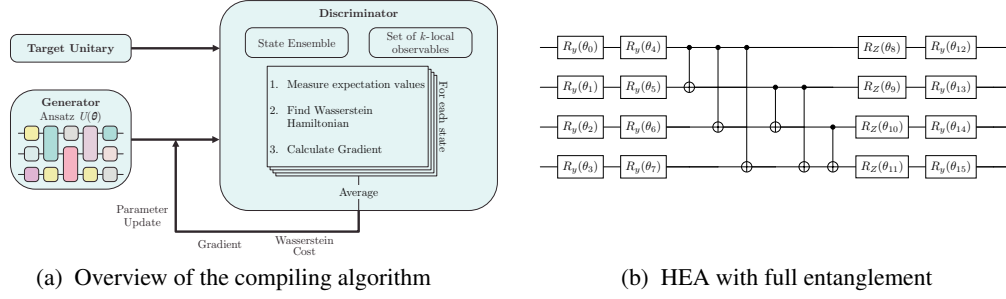 Discriminator
Target Unitary
State Ensemble
Set of k-local
observables
Generator
Ansatz U(θ)
1. Measure expectation values
2. Find Wasserstein
Hamiltonian
3. Calculate Gradient
For each state
Average
Parameter
Update
Gradient
Wasserstein
Cost
(a) Overview of the compiling algorithm
R_y(θ_0) R_y(θ_4) R_Z(θ_8) R_y(θ_12)
R_y(θ_1) R_y(θ_5) R_Z(θ_9) R_y(θ_13)
R_y(θ_2) R_y(θ_6) R_Z(θ_10) R_y(θ_14)
R_y(θ_3) R_y(θ_7) R_Z(θ_11) R_y(θ_15)
(b) HEA with full entanglement